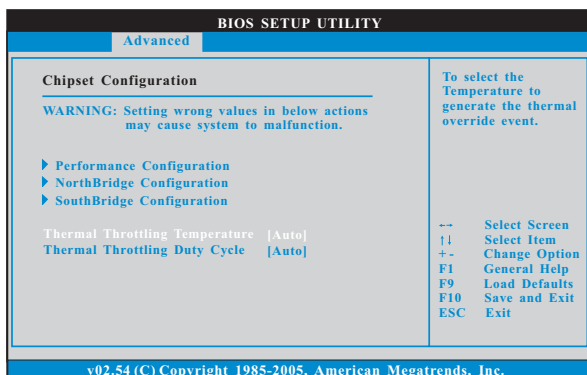 BIOS SETUP UTILITY
Advanced
Chipset Configuration
WARNING: Setting wrong values in below actions
may cause system to malfunction.
Performance Configuration
NorthBridge Configuration
SouthBridge Configuration
Thermal Throttling Temperature [Auto]
Thermal Throttling Duty Cycle [Auto]
To select the
Temperature to
generate the thermal
override event.
←→ Select Screen
↑↓ Select Item
+ - Change Option
F1 General Help
F9 Load Defaults
F10 Save and Exit
ESC Exit
v02.54 (C) Copyright 1985-2005, American Megatrends, Inc.